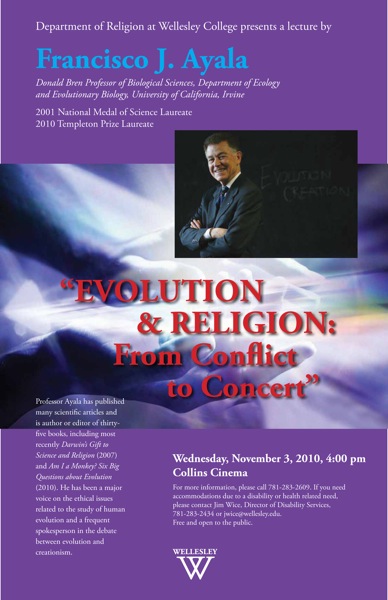 Department of Religion at Wellesley College presents a lecture by
Francisco J. Ayala
Donald Bren Professor of Biological Sciences, Department of Ecology
and Evolutionary Biology, University of California, Irvine
2001 National Medal of Science Laureate
2010 Templeton Prize Laureate
EVOLUTION
CREATION
“EVOLUTION
& RELIGION:
From Conflict
to Concert”
Professor Ayala has published
many scientific articles and
is author or editor of thirty-
five books, including most
recently Darwin’s Gift to
Science and Religion (2007)
and Am I a Monkey? Six Big
Questions about Evolution
(2010). He has been a major
voice on the ethical issues
related to the study of human
evolution and a frequent
spokesperson in the debate
between evolution and
creationism.
Wednesday, November 3, 2010, 4:00 pm
Collins Cinema
For more information, please call 781-283-2609. If you need
accommodations due to a disability or health related need,
please contact Jim Wice, Director of Disability Services,
781-283-2434 or jwice@wellesley.edu.
Free and open to the public.
WELLESLEY
W